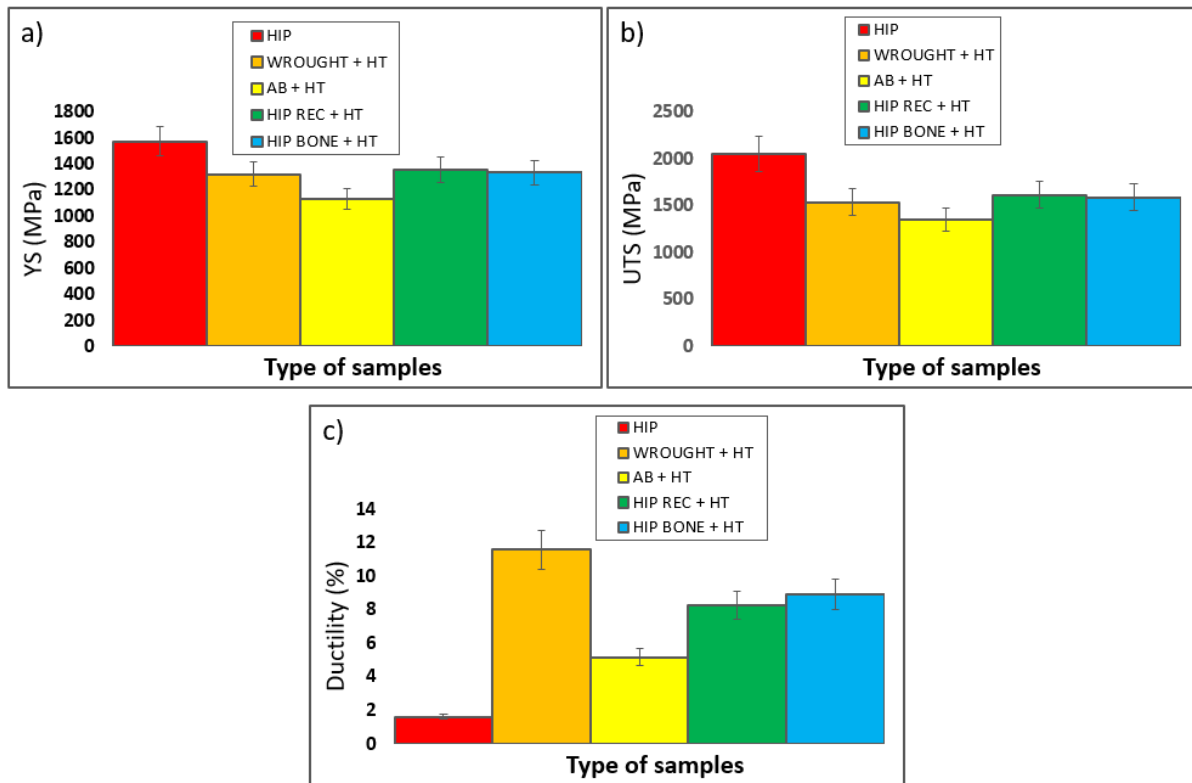 a)
HIP
WROUGHT + HT
AB + HT
HIP REC + HT
HIP BONE + HT
1800
1600
1400
1200
1000
800
600
400
200
0
YS (MPa)
Type of samples
b)
HIP
WROUGHT + HT
AB + HT
HIP REC + HT
HIP BONE + HT
2500
2000
1500
1000
500
0
UTS (MPa)
Type of samples
c)
HIP
WROUGHT + HT
AB + HT
HIP REC + HT
HIP BONE + HT
14
12
10
8
6
4
2
0
Ductility (%)
Type of samples